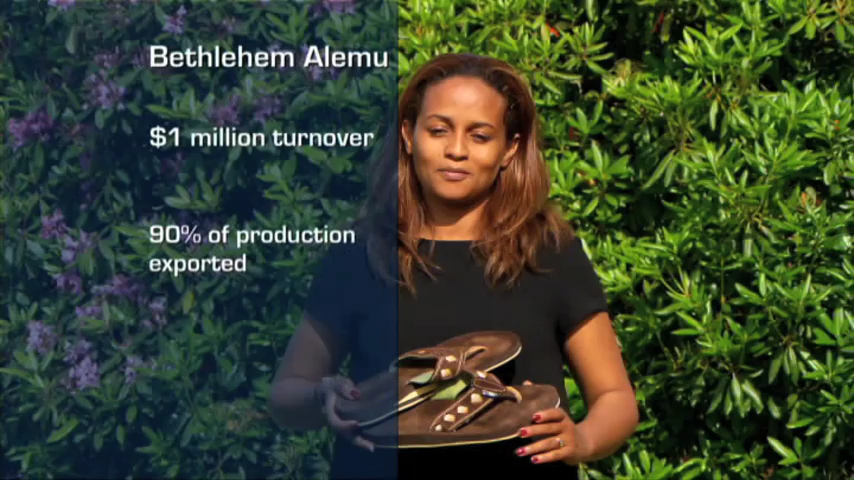 Bethlehem Alemu
$1 million turnover
90% of production
exported